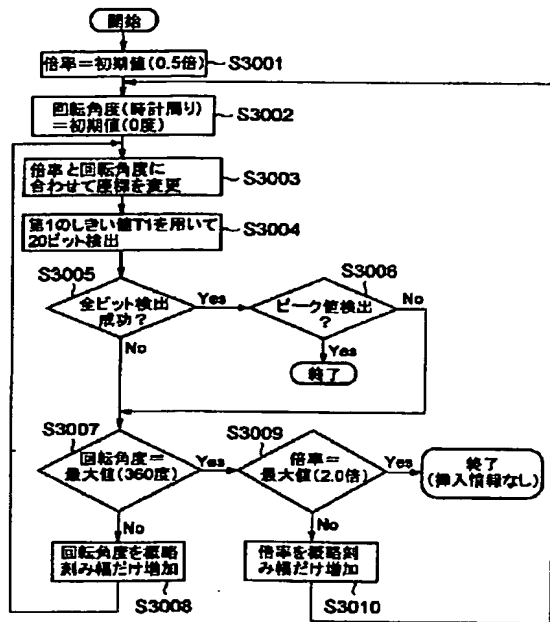 開始
倍率＝初期値(0.5倍)
S3001
回転角度(時計周り)
＝初期値(0度)
S3002
倍率と回転角度に
合わせて座標を変更
S3003
第1のしきい値T1を用いて
20ビット検出
S3004
S3005
全ビット検出
成功？
Yes
No
S3006
ピーク値検出
？
No
Yes
終了
S3007
回転角度＝
最大値(360度)
Yes
No
S3009
倍率＝
最大値(2.0倍)
Yes
No
終了
(挿入情報なし)
回転角度を概略
刻み幅だけ増加
S3008
倍率を概略刻
み幅だけ増加
S3010